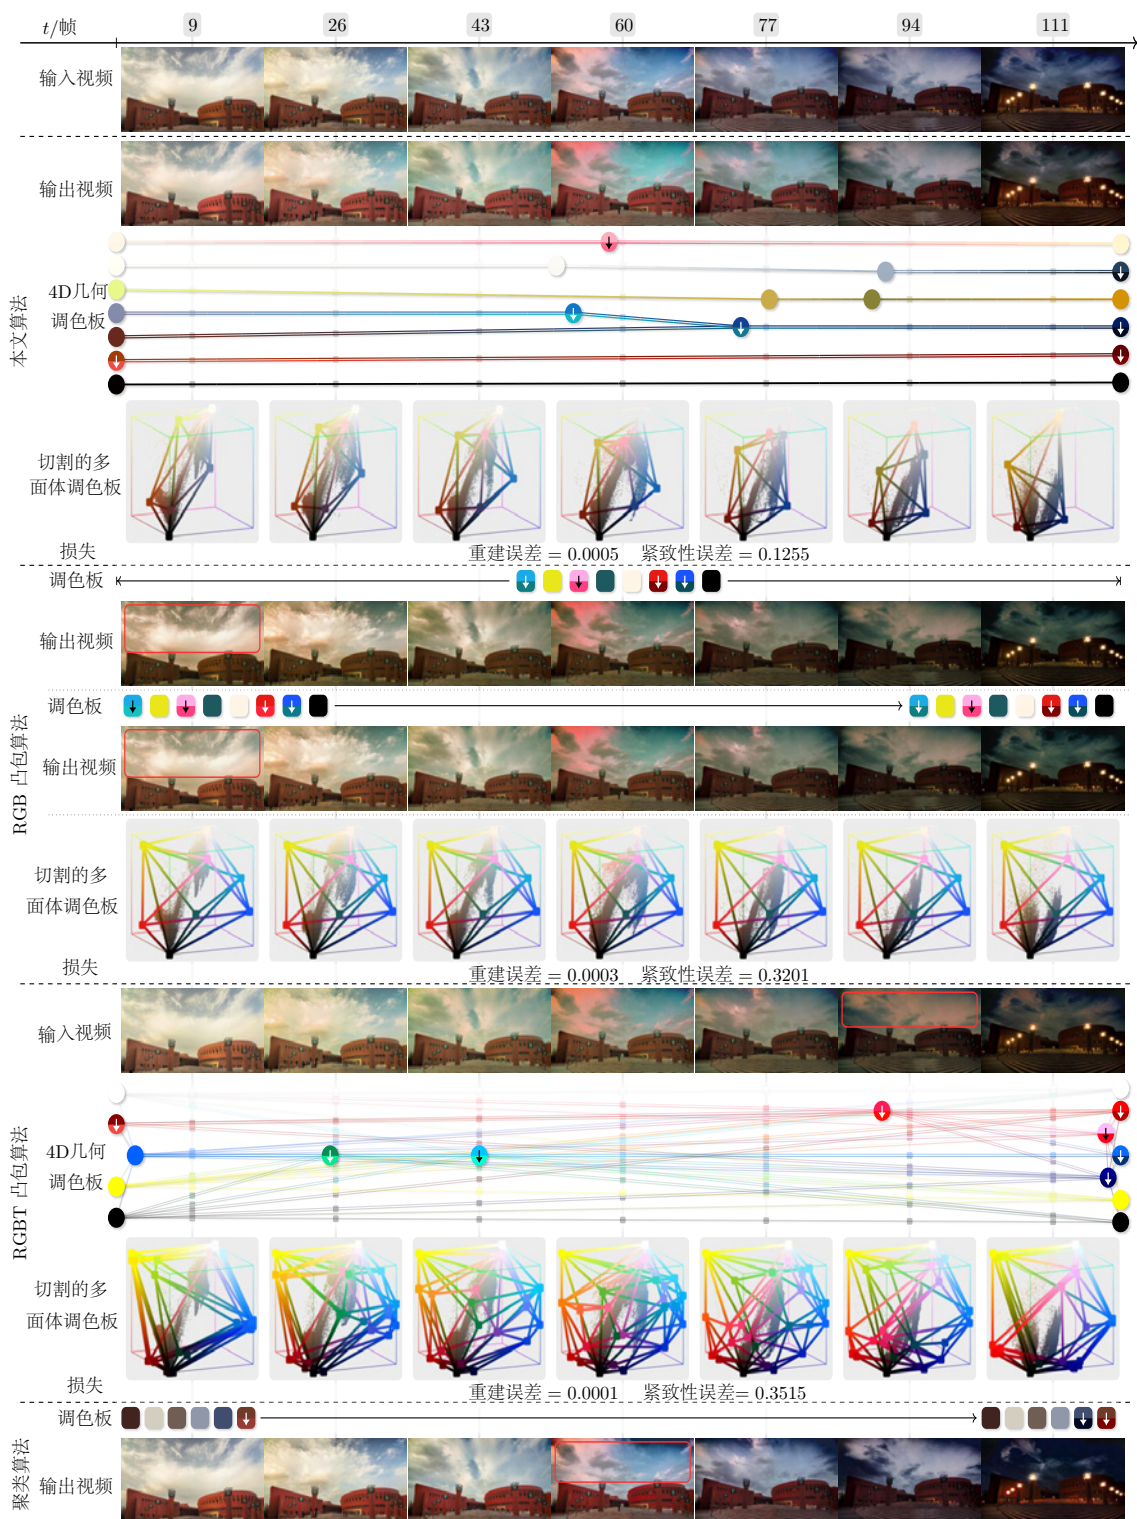 t/帧 9 26 43 60 77 94 111
输入视频
输出视频
本文算法
4D几何
调色板
切割的多
面体调色板
损失
重建误差 = 0.0005 紧致性误差 = 0.1255
调色板
输出视频
RGB 凸包算法
调色板
输出视频
切割的多
面体调色板
损失
重建误差 = 0.0003 紧致性误差 = 0.3201
输入视频
RGBT 凸包算法
4D几何
调色板
切割的多
面体调色板
损失
重建误差 = 0.0001 紧致性误差= 0.3515
聚类算法
调色板
输出视频